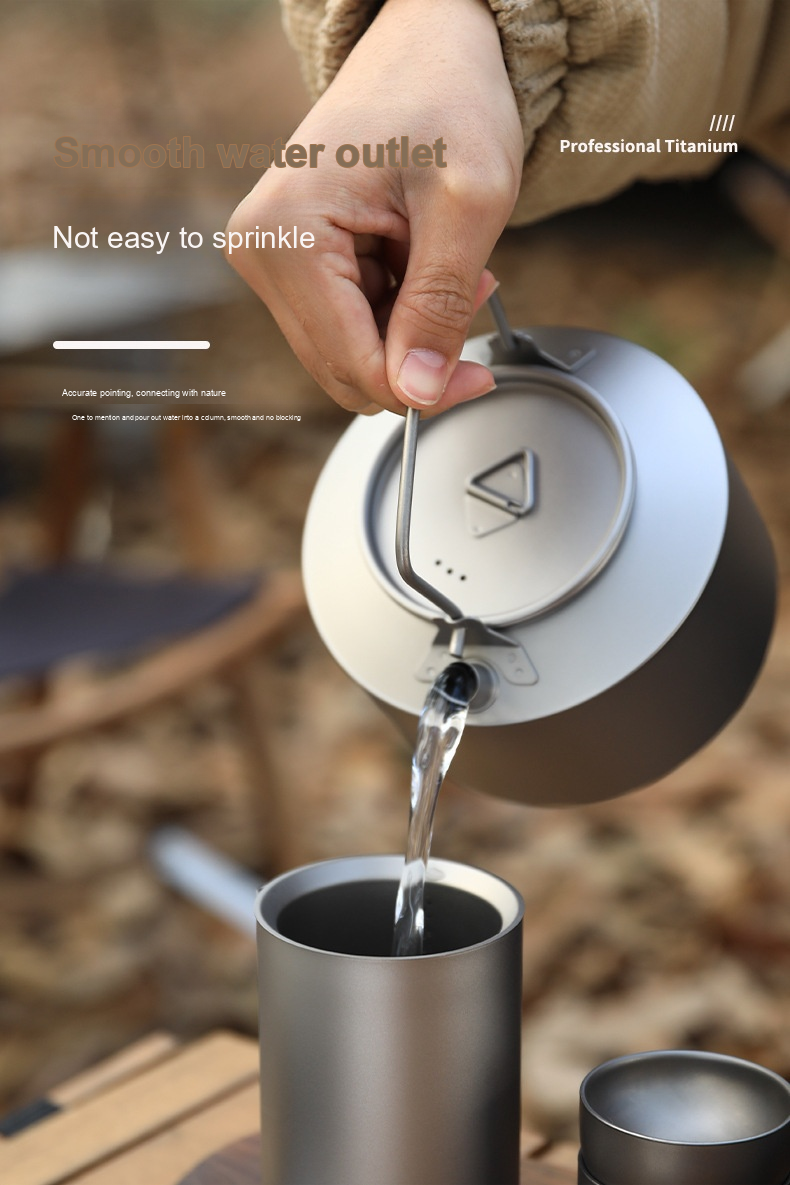 ////
Professional Titanium
Smooth water outlet
Not easy to sprinkle
Accurate pointing, connecting with nature
One to mention and pour out water into a column, smooth and no blocking